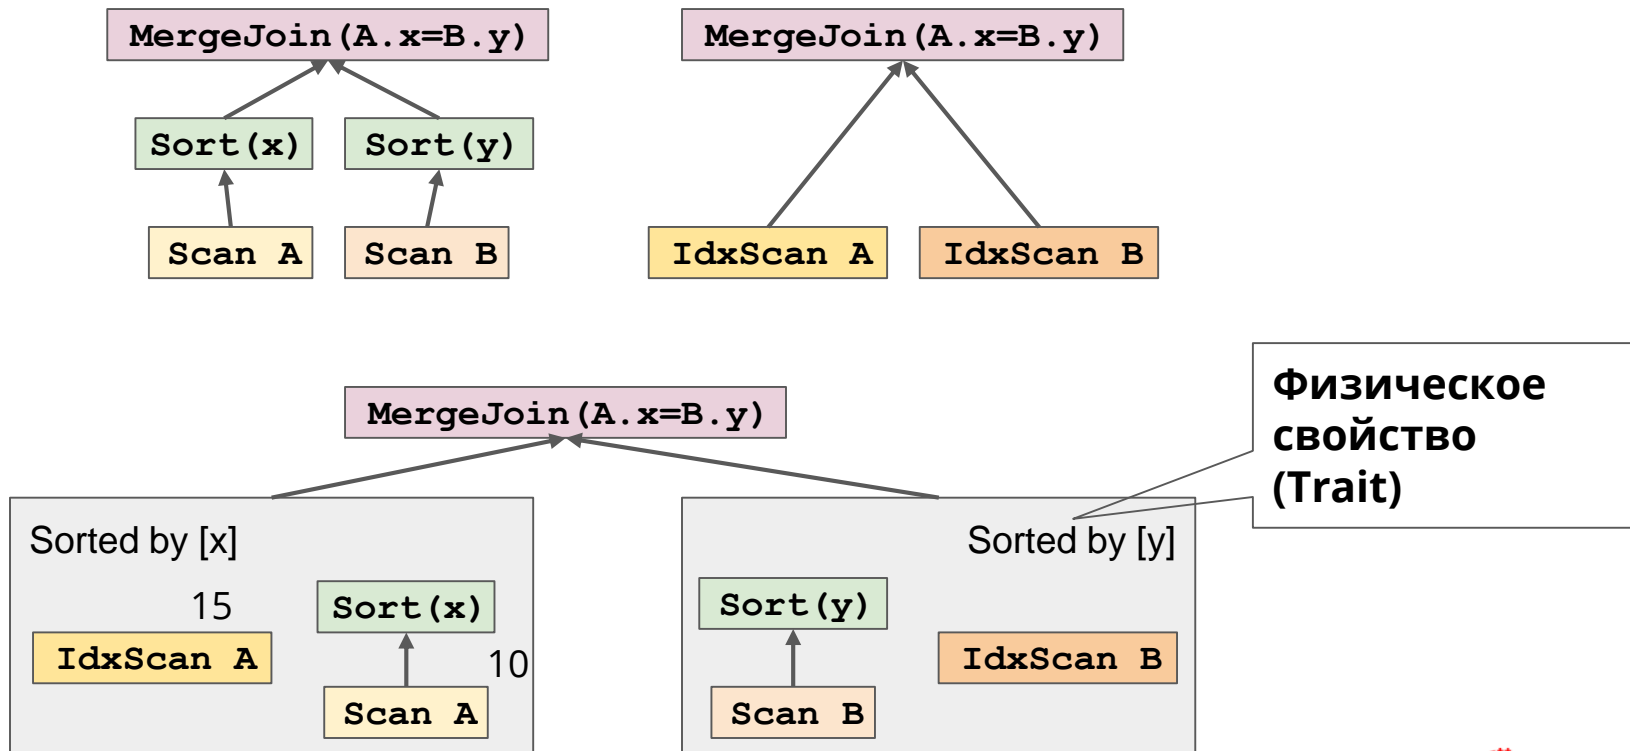 MergeJoin(A.x=B.y)
Sort(x)
Sort(y)
Scan A
Scan B
MergeJoin(A.x=B.y)
IdxScan A
IdxScan B
MergeJoin(A.x=B.y)
Физическое
свойство
(Trait)
Sorted by [x]
15
IdxScan A
Sort(x)
10
Scan A
Sorted by [y]
Sort(y)
Scan B
IdxScan B